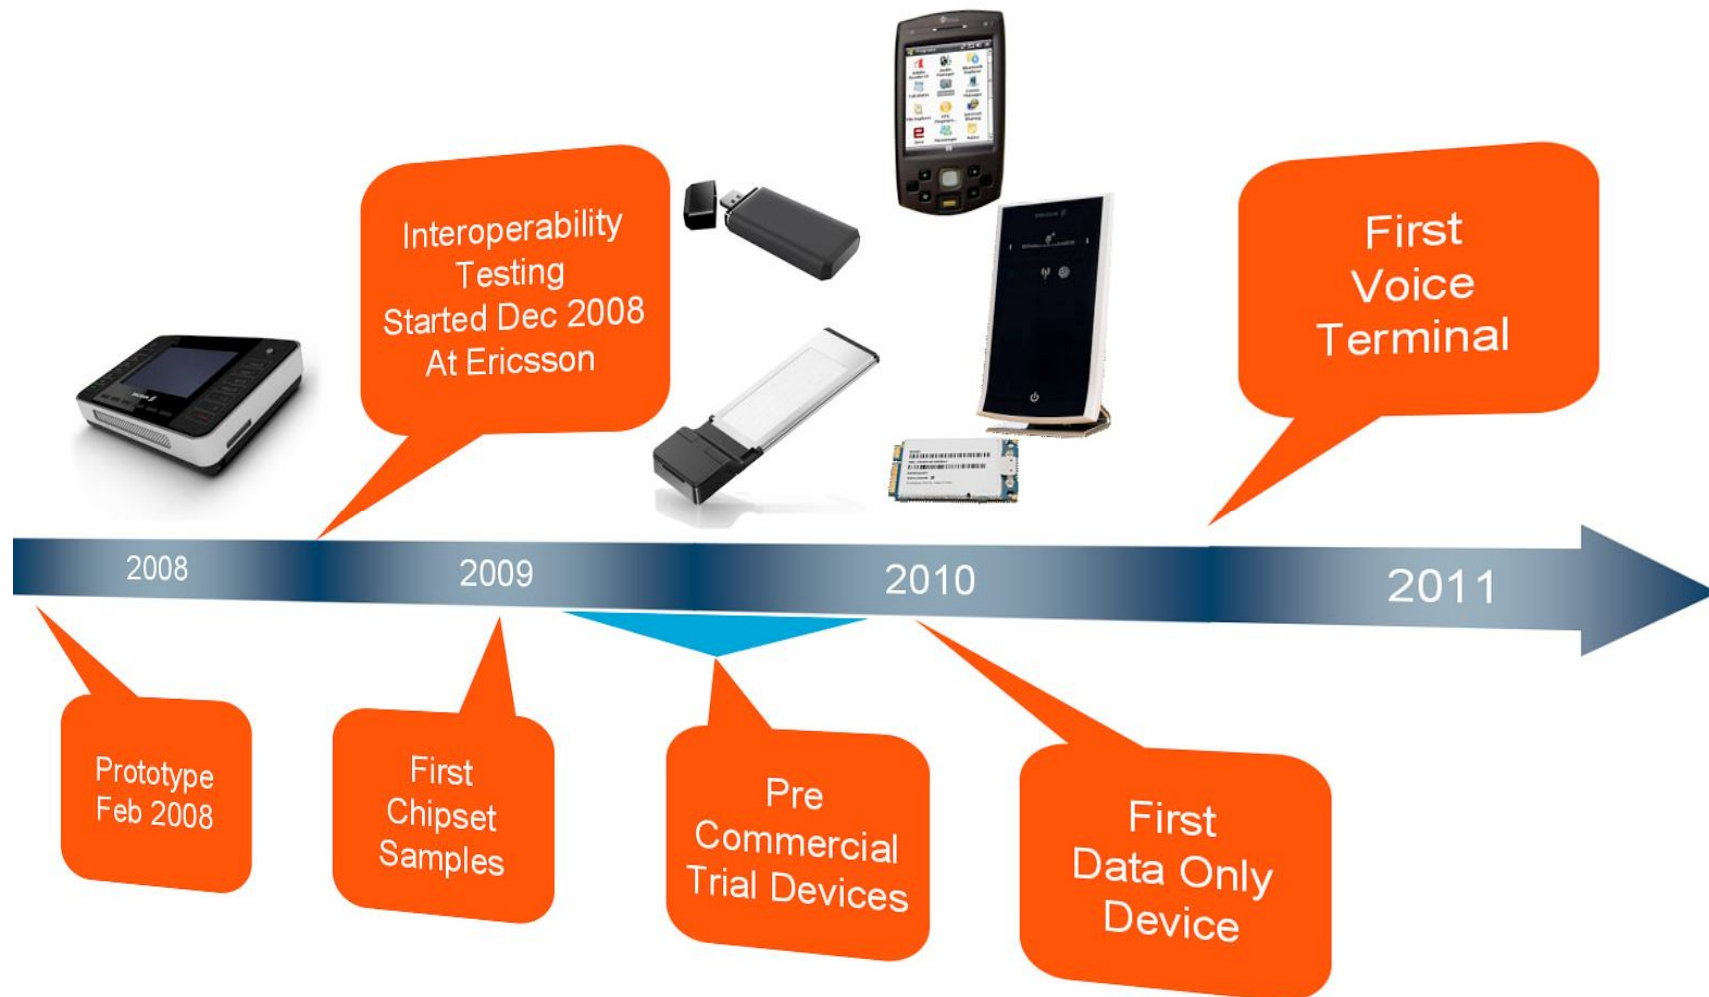 Interoperability
Testing
Started Dec 2008
At Ericsson
First
Voice
Terminal
2008
2009
2010
2011
Prototype
Feb 2008
First
Chipset
Samples
Pre
Commercial
Trial Devices
First
Data Only
Device